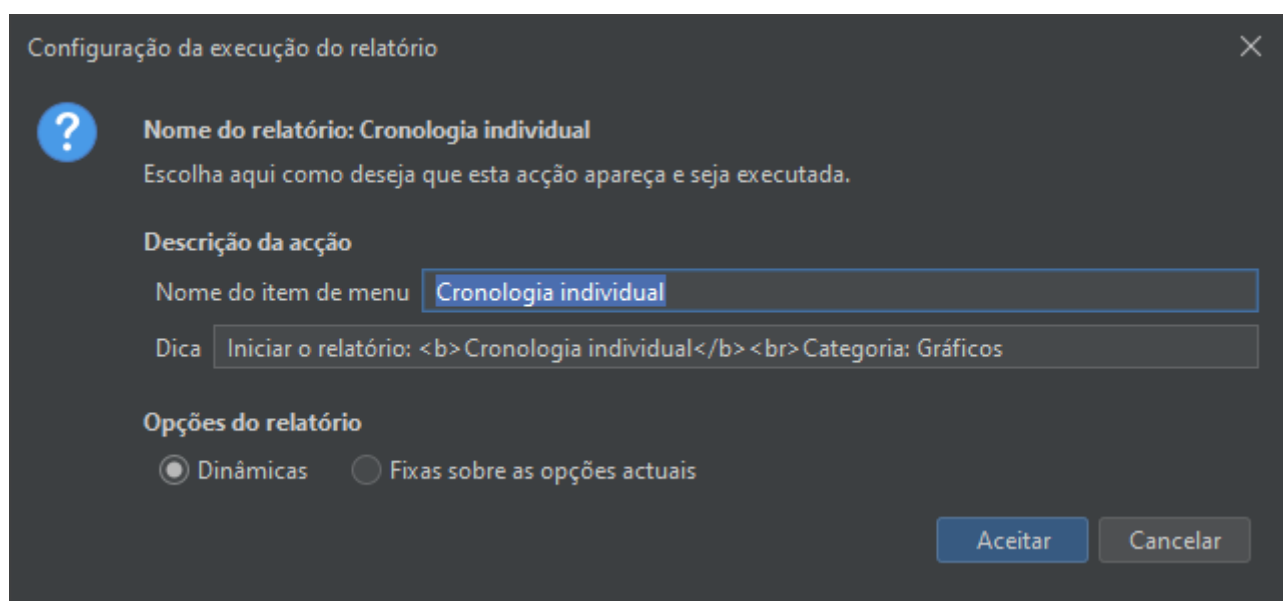 Configuração da execução do relatório
Nome do relatório: Cronologia individual
Escolha aqui como deseja que esta acção apareça e seja executada.
Descrição da acção
Nome do item de menu Cronologia individual
Dica Iniciar o relatório: <b>Cronologia individual</b><br>Categoria: Gráficos
Opções do relatório
Dinâmicas Fixas sobre as opções actuais
Aceitar Cancelar